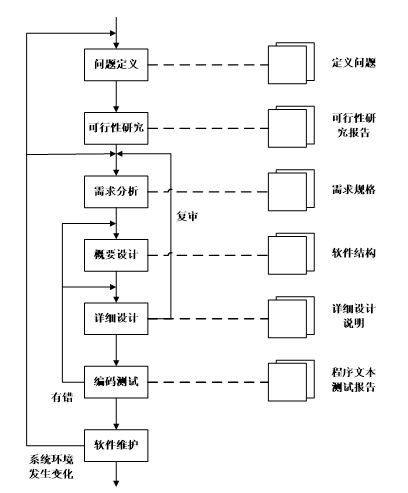 问题定义
定义问题
可行性研究
可行性研
究报告
需求分析
需求规格
复审
概要设计
软件结构
详细设计
详细设计
说明
编码测试
程序文本
测试报告
有错
软件维护
系统环境
发生变化